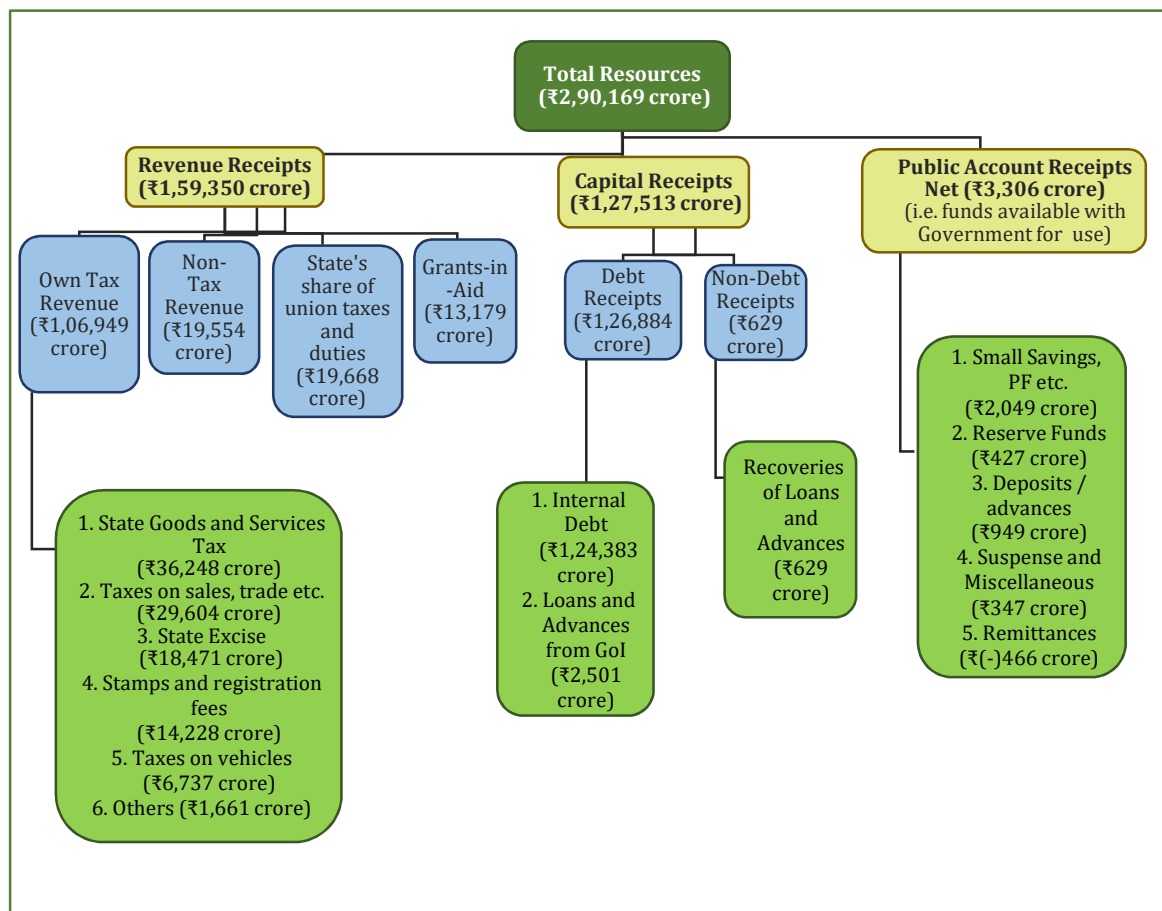 Total Resources
(₹2,90,169 crore)
Revenue Receipts
(₹1,59,350 crore)
Capital Receipts
(₹1,27,513 crore)
Public Account Receipts
Net (₹3,306 crore)
(i.e. funds available with
Government for use)
Own Tax
Revenue
(₹1,06,949
crore)
Non-
Tax
Revenue
(₹19,554
crore)
State's
share of
union taxes
and
duties
(₹19,668
crore)
Grants-in
-Aid
(₹13,179
crore)
Debt
Receipts
(₹1,26,884
crore)
Non-Debt
Receipts
(₹629
crore)
1. State Goods and Services
Tax
(₹36,248 crore)
2. Taxes on sales, trade etc.
(₹29,604 crore)
3. State Excise
(₹18,471 crore)
4. Stamps and registration
fees
(₹14,228 crore)
5. Taxes on vehicles
(₹6,737 crore)
6. Others (₹1,661 crore)
1. Internal
Debt
(₹1,24,383
crore)
2. Loans and
Advances
from GoI
(₹2,501
crore)
Recoveries
of Loans
and
Advances
(₹629
crore)
1. Small Savings,
PF etc.
(₹2,049 crore)
2. Reserve Funds
(₹427 crore)
3. Deposits /
advances
(₹949 crore)
4. Suspense and
Miscellaneous
(₹347 crore)
5. Remittances
(₹(-)466 crore)